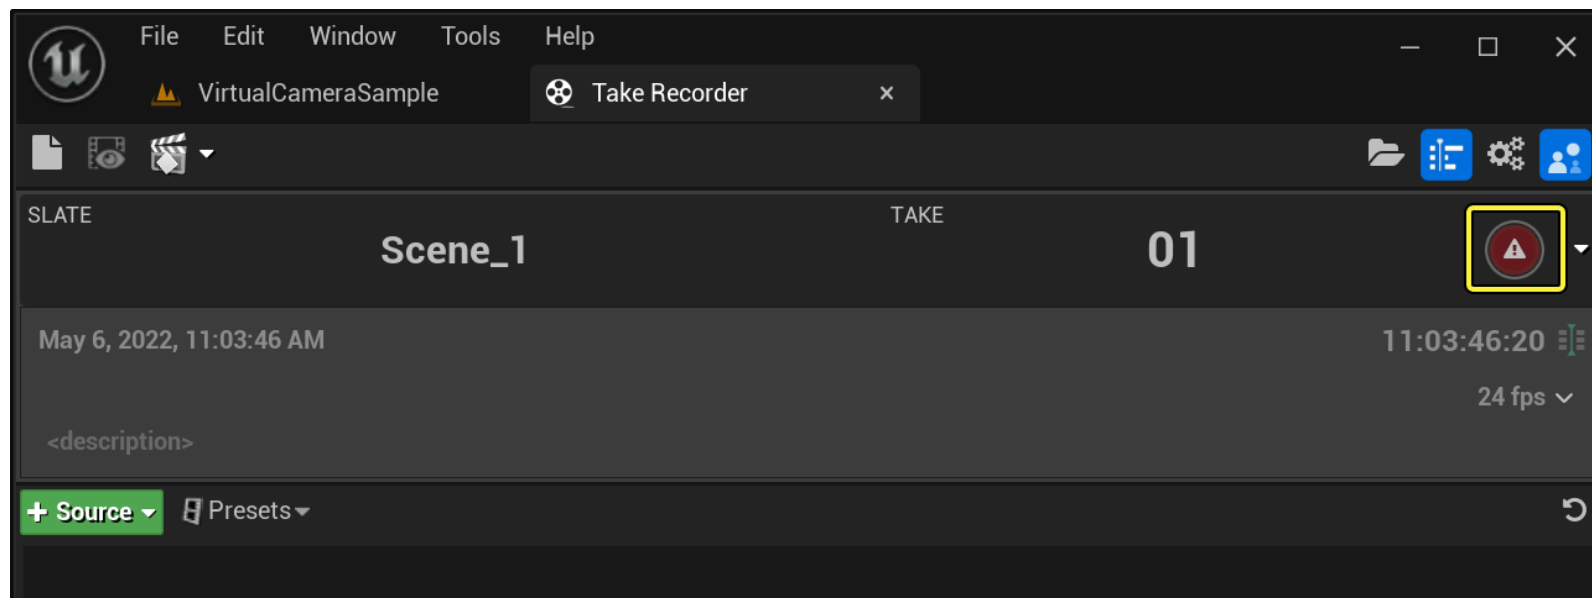 File Edit Window Tools Help
VirtualCameraSample Take Recorder
SLATE TAKE
Scene_1 01
May 6, 2022, 11:03:46 AM 11:03:46:20
24 fps
<description>
+ Source Presets